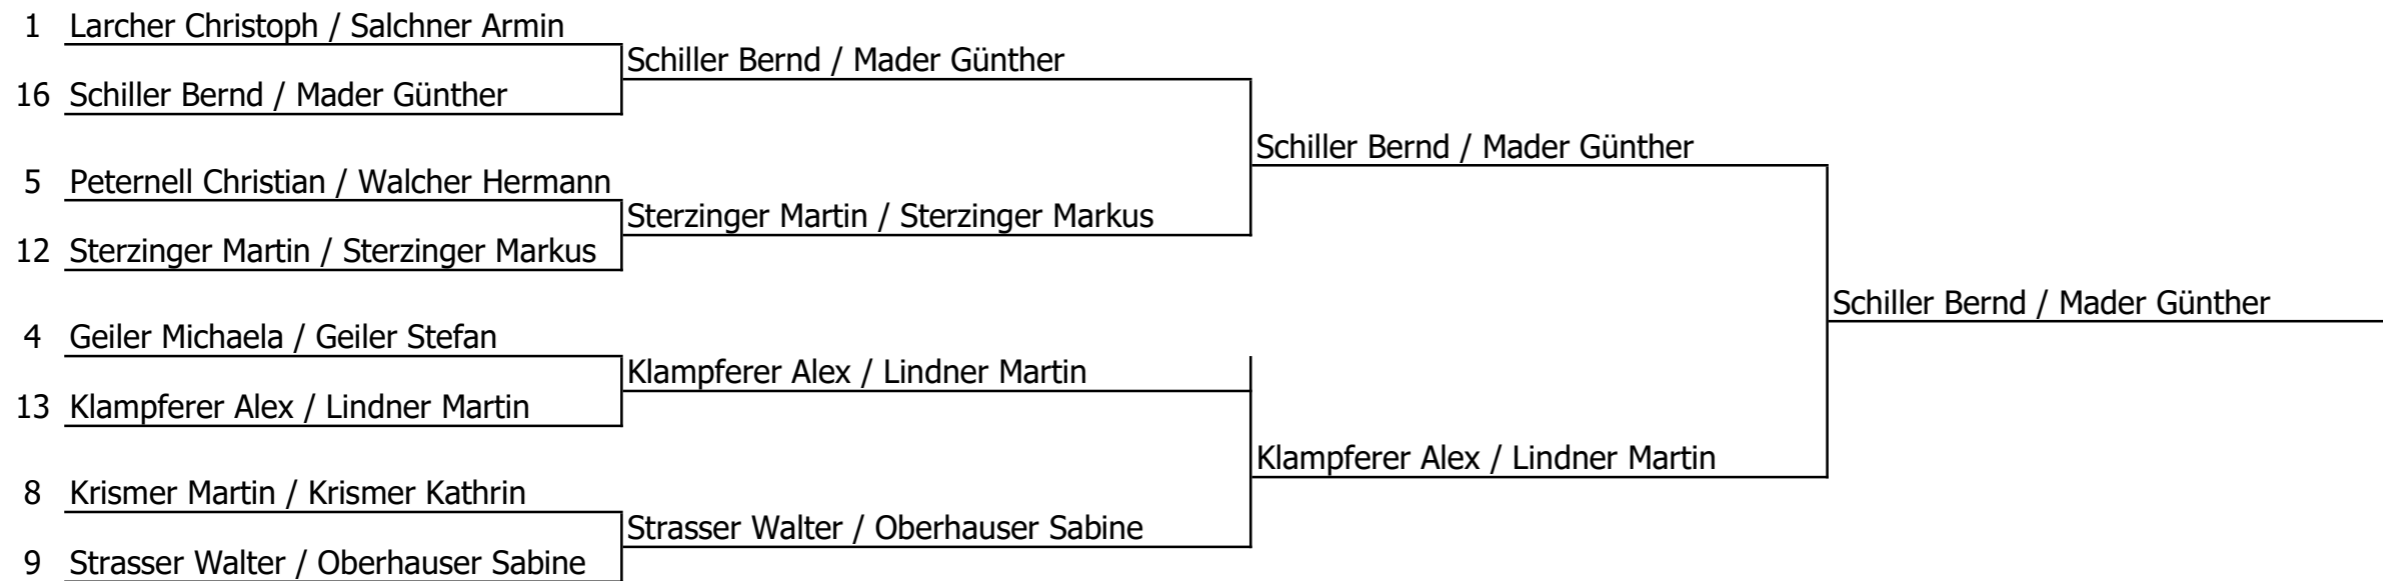 1 Larcher Christoph / Salchner Armin
Schiller Bernd / Mader Günther
16 Schiller Bernd / Mader Günther
Schiller Bernd / Mader Günther
5 Peternell Christian / Walcher Hermann
Sterzinger Martin / Sterzinger Markus
12 Sterzinger Martin / Sterzinger Markus
Schiller Bernd / Mader Günther
4 Geiler Michaela / Geiler Stefan
Klampferer Alex / Lindner Martin
13 Klampferer Alex / Lindner Martin
Klampferer Alex / Lindner Martin
8 Krismer Martin / Krismer Kathrin
Strasser Walter / Oberhauser Sabine
9 Strasser Walter / Oberhauser Sabine